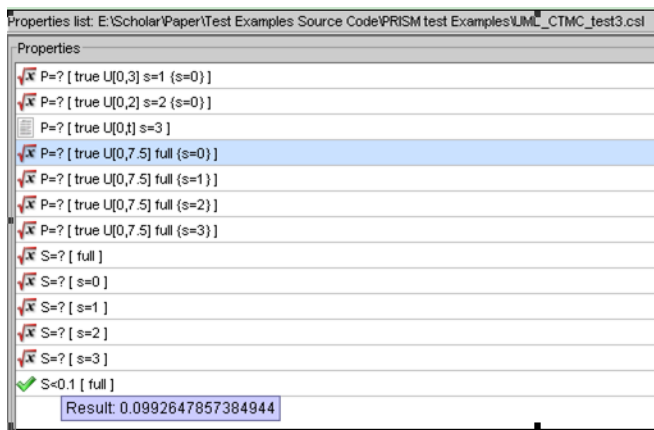 Properties list: E:\Scholar\Paper\Test Examples Source Code\PRISM test Examples\UML_CTMC_test3.csl
Properties
P=? [ true U[0,3] s=1 {s=0} ]
P=? [ true U[0,2] s=2 {s=0} ]
P=? [ true U[0,t] s=3 ]
P=? [ true U[0,7.5] full {s=0} ]
P=? [ true U[0,7.5] full {s=1} ]
P=? [ true U[0,7.5] full {s=2} ]
P=? [ true U[0,7.5] full {s=3} ]
S=? [ full ]
S=? [ s=0 ]
S=? [ s=1 ]
S=? [ s=2 ]
S=? [ s=3 ]
S<0.1 [ full ]
Result: 0.0992647857384944